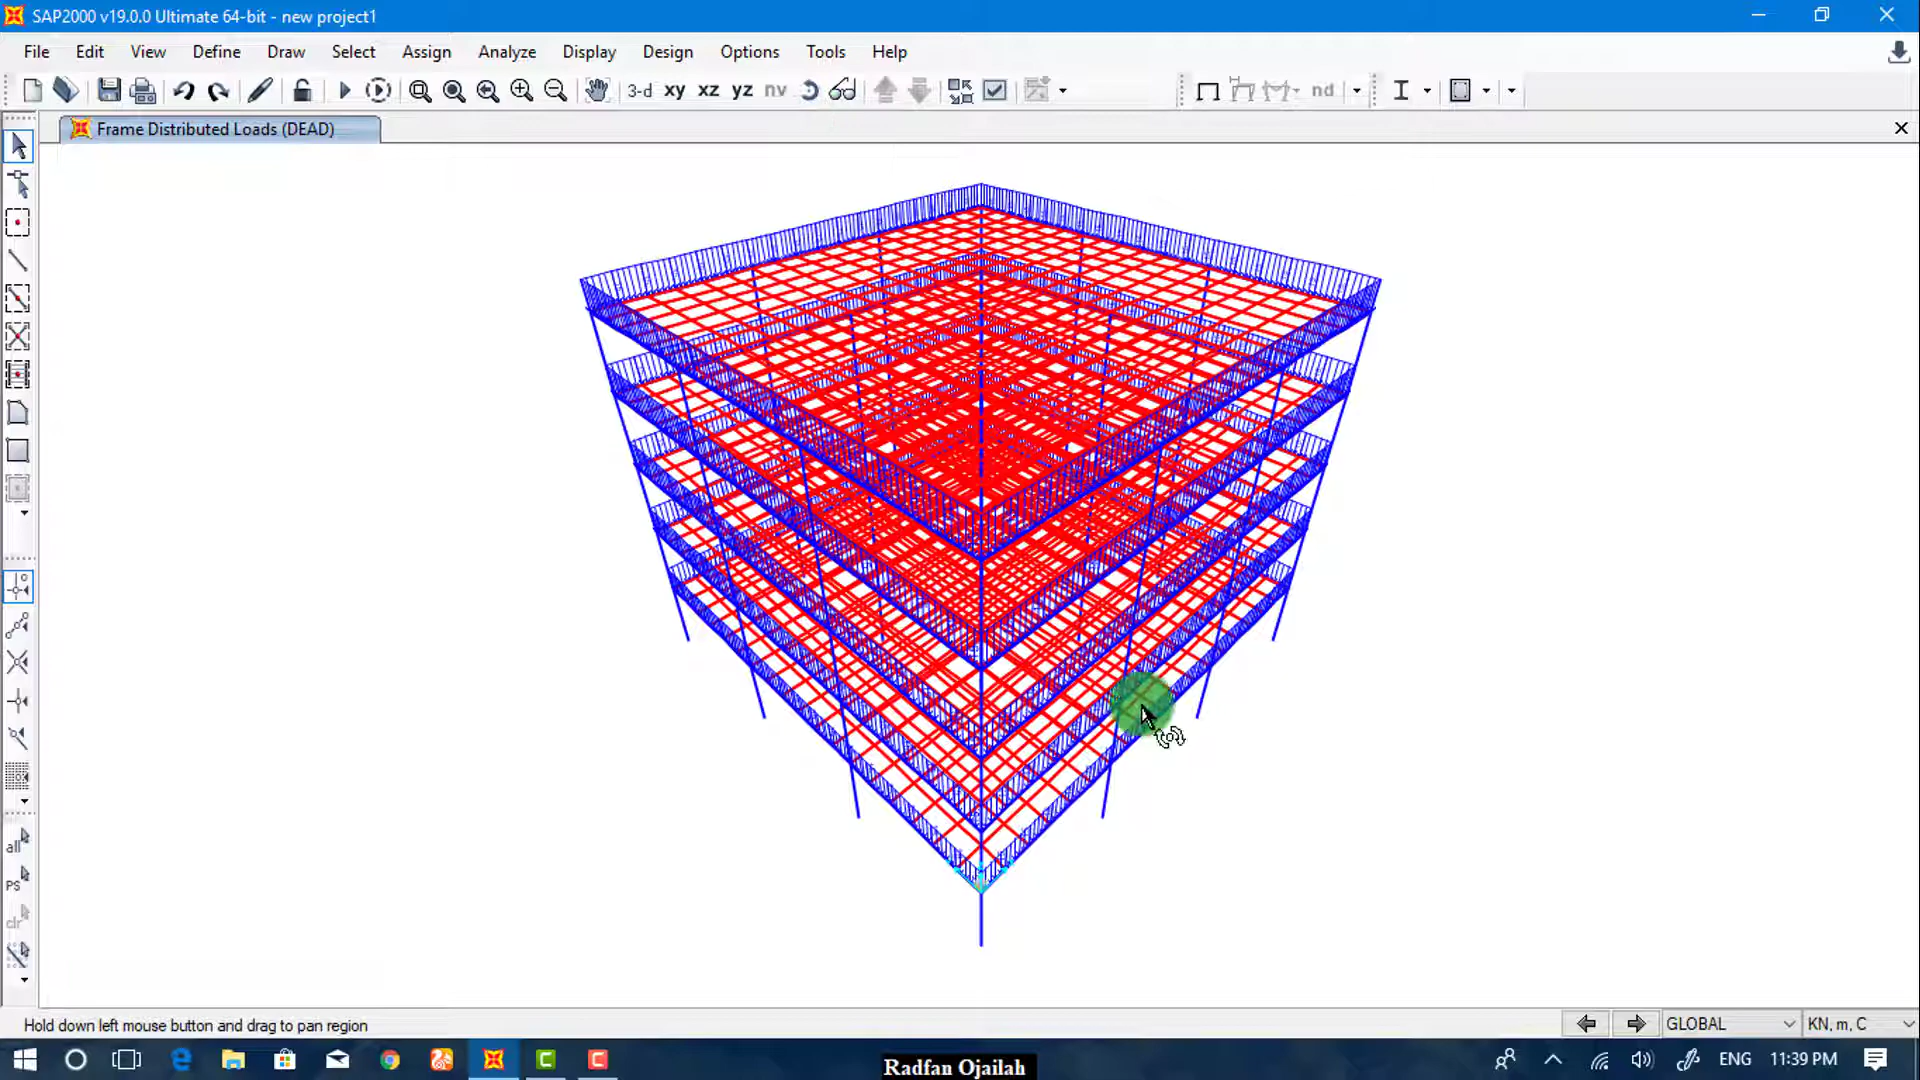 SAP2000 v19.0.0 Ultimate 64-bit - new project1
File Edit View Define Draw Select Assign Analyze Display Design Options Tools Help
3-d xy xz yz nv nd
Frame Distributed Loads (DEAD)
all
PS
clr
Hold down left mouse button and drag to pan region
GLOBAL
KN, m, C
Radfan Ojailah
ENG 11:39 PM